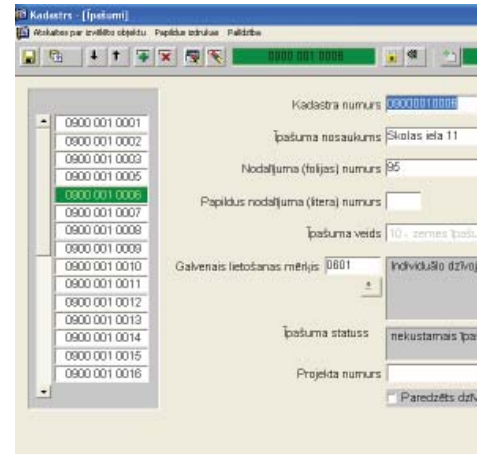 Kadastrs - [Īpašumi]
Atskaites par izvēlēto objektu Papildus izdrukas Palīdzība
0900 001 0006
Kadastra numurs 09000010006
Īpašuma nosaukums Skolas iela 11
Nodalījuma (folijas) numurs 95
Papildus nodalījuma (litera) numurs
Īpašuma veids 10 - zemes īpašu
Galvenais lietošanas mērķis 0601 Individuālo dzīvoj
Īpašuma statuss nekustamais īpa
Projekta numurs
Paredzēts dzīv
0900 001 0001
0900 001 0002
0900 001 0003
0900 001 0005
0900 001 0006
0900 001 0007
0900 001 0008
0900 001 0009
0900 001 0010
0900 001 0011
0900 001 0012
0900 001 0013
0900 001 0014
0900 001 0015
0900 001 0016